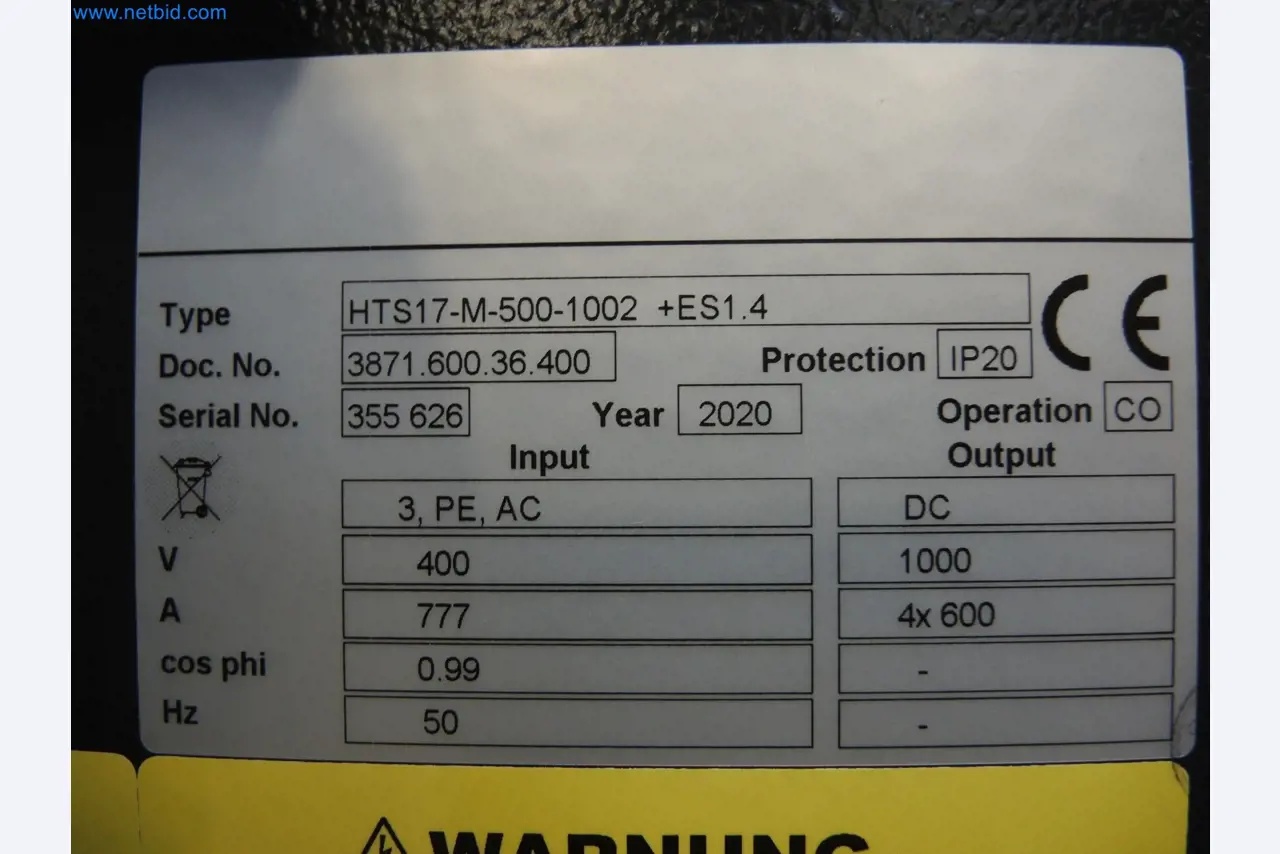 www.netbid.com
Type HTS17-M-500-1002 +ES1.4 CE
Doc. No. 3871.600.36.400 Protection IP20
Serial No. 355 626 Year 2020 Operation CO
Input Output
3, PE, AC DC
V 400 1000
A 777 4x 600
cos phi 0.99 -
Hz 50 -
WARNUNG